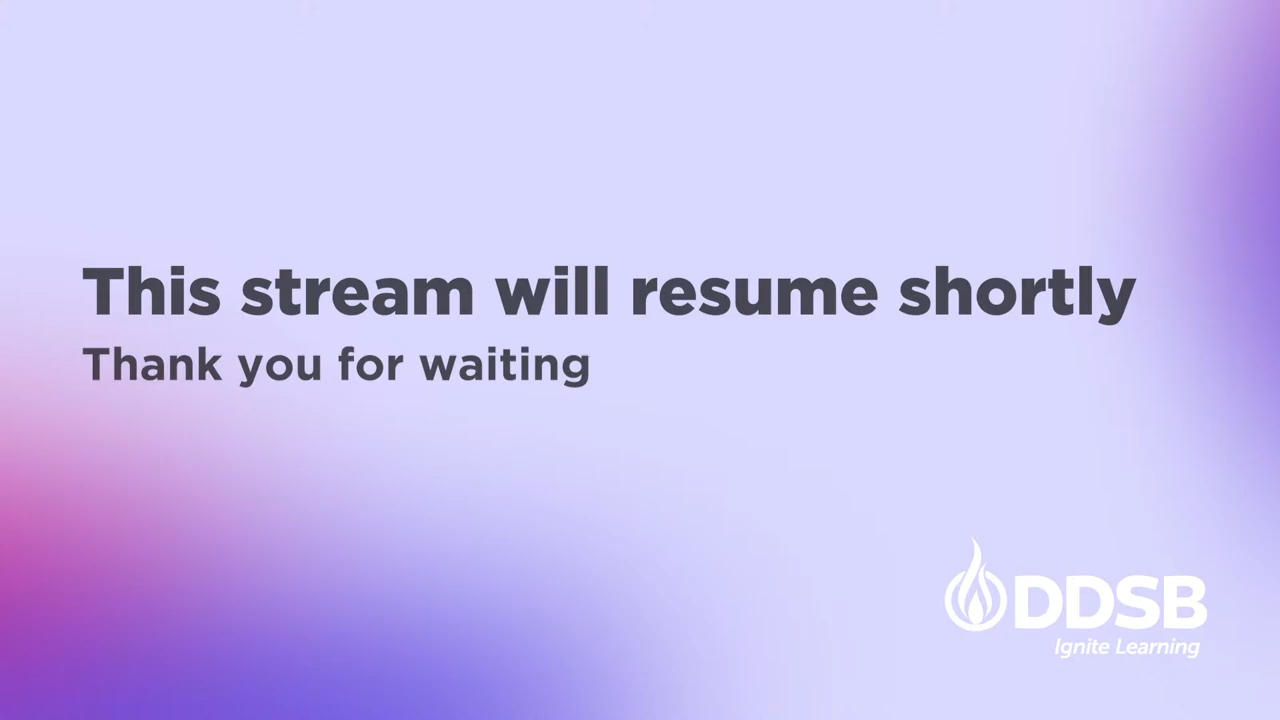 This stream will resume shortly
Thank you for waiting
DDSB
Ignite Learning